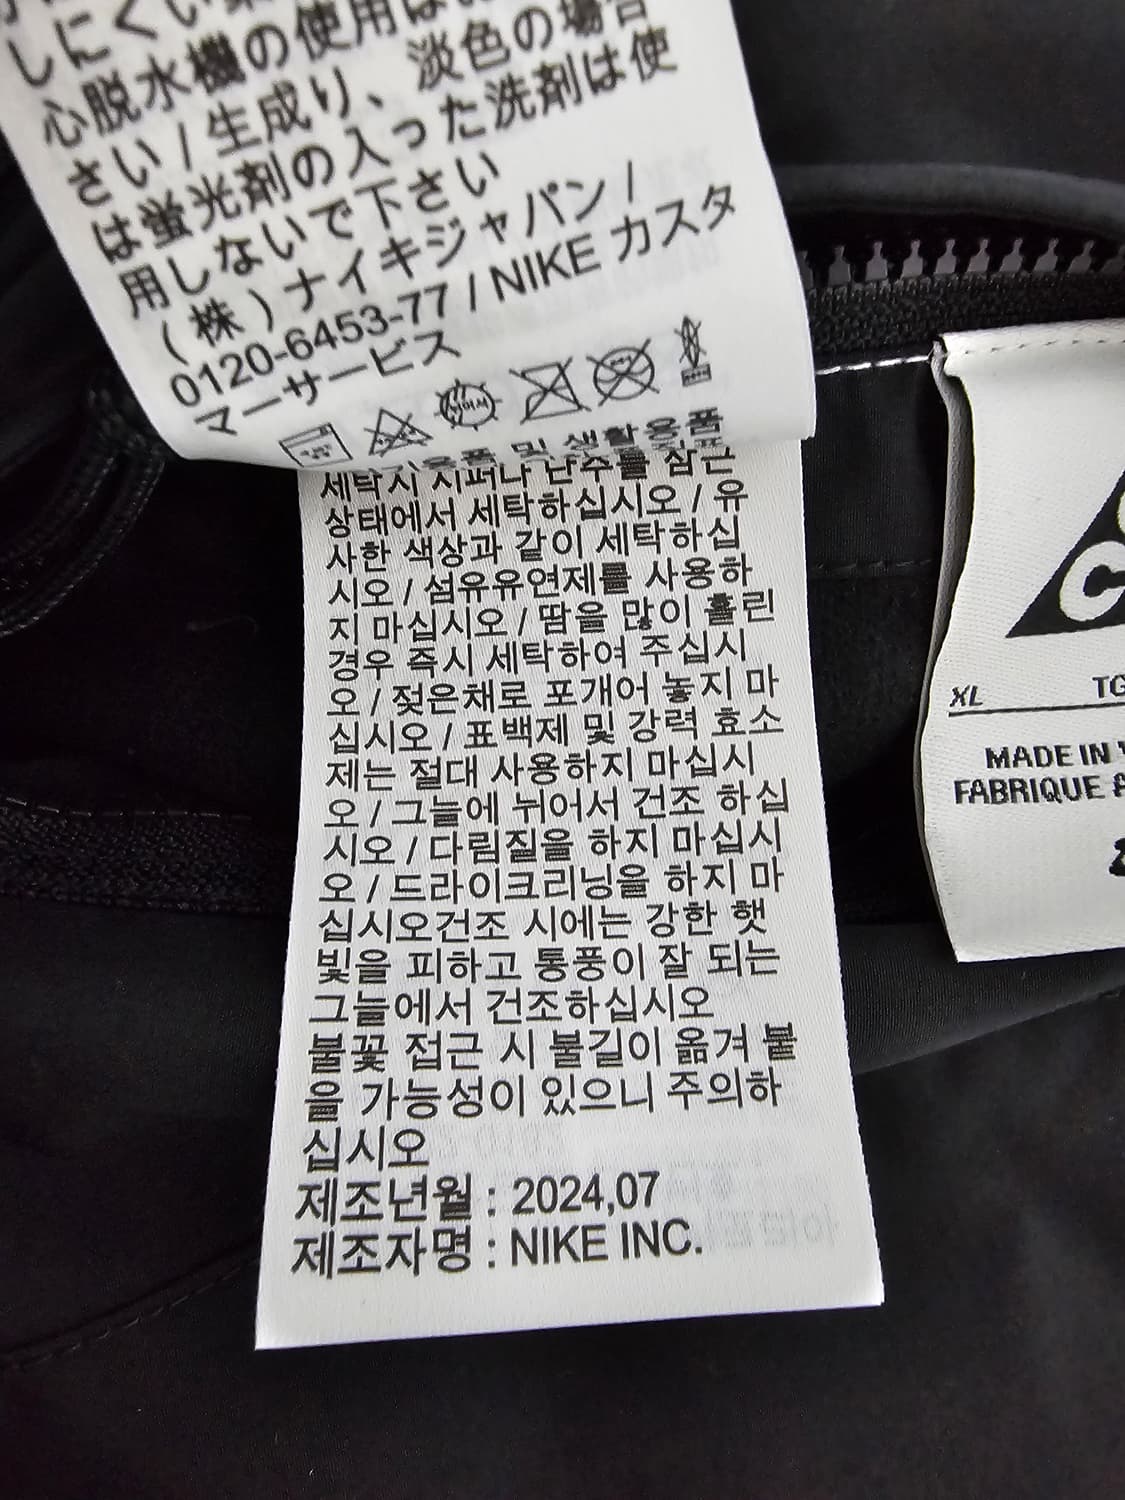 にくい
心脱水機の使用は
さい / 生成り、淡色の場合
は蛍光剤の入った洗剤は使
用しないで下さい
(株)ナイキジャパン /
0120-6453-77 / NIKE カスタ
マーサービス
및 생활용품
세탁시 지퍼나 단추를 잠근
상태에서 세탁하십시오 / 유
사한 색상과 같이 세탁하십
시오 / 섬유유연제를 사용하
지 마십시오 / 땀을 많이 흘린
경우 즉시 세탁하여 주십시
오 / 젖은채로 포개어 놓지 마
십시오 / 표백제 및 강력 효소
제는 절대 사용하지 마십시
오 / 그늘에 뉘어서 건조 하십
시오 / 다림질을 하지 마십시
오 / 드라이크리닝을 하지 마
십시오건조 시에는 강한 햇
빛을 피하고 통풍이 잘 되는
그늘에서 건조하십시오
불꽃 접근 시 불길이 옮겨 붙
을 가능성이 있으니 주의하
십시오
제조년월 : 2024,07
제조자명 : NIKE INC.
XL TG
MADE IN
FABRIQUE